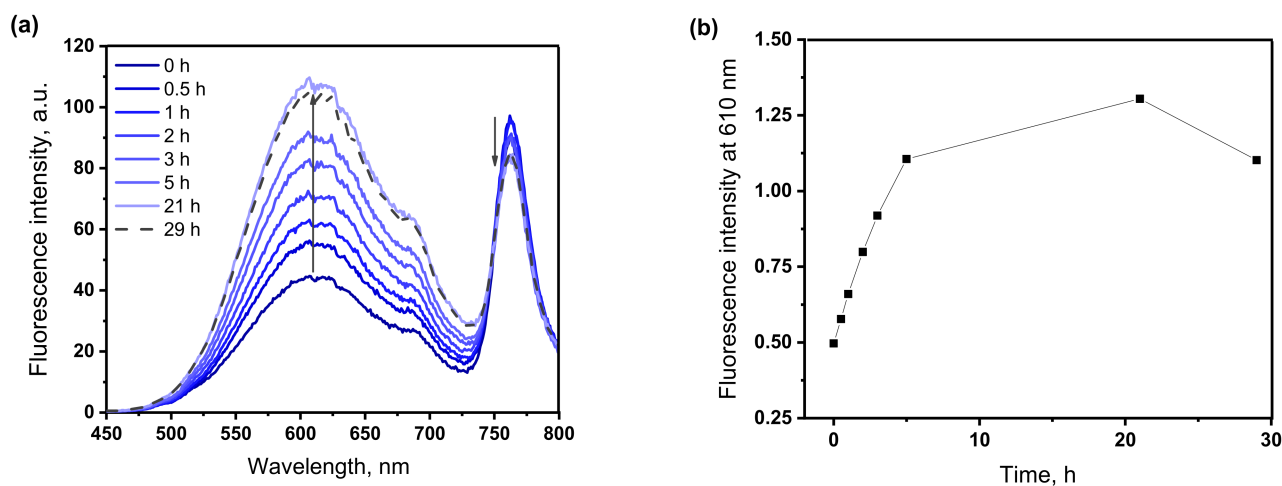 (a)
120
100
80
60
40
20
0
Fluorescence intensity, a.u.
0 h
0.5 h
1 h
2 h
3 h
5 h
21 h
29 h
450 500 550 600 650 700 750 800
Wavelength, nm
(b)
1.50
1.25
1.00
0.75
0.50
0.25
Fluorescence intensity at 610 nm
0 10 20 30
Time, h